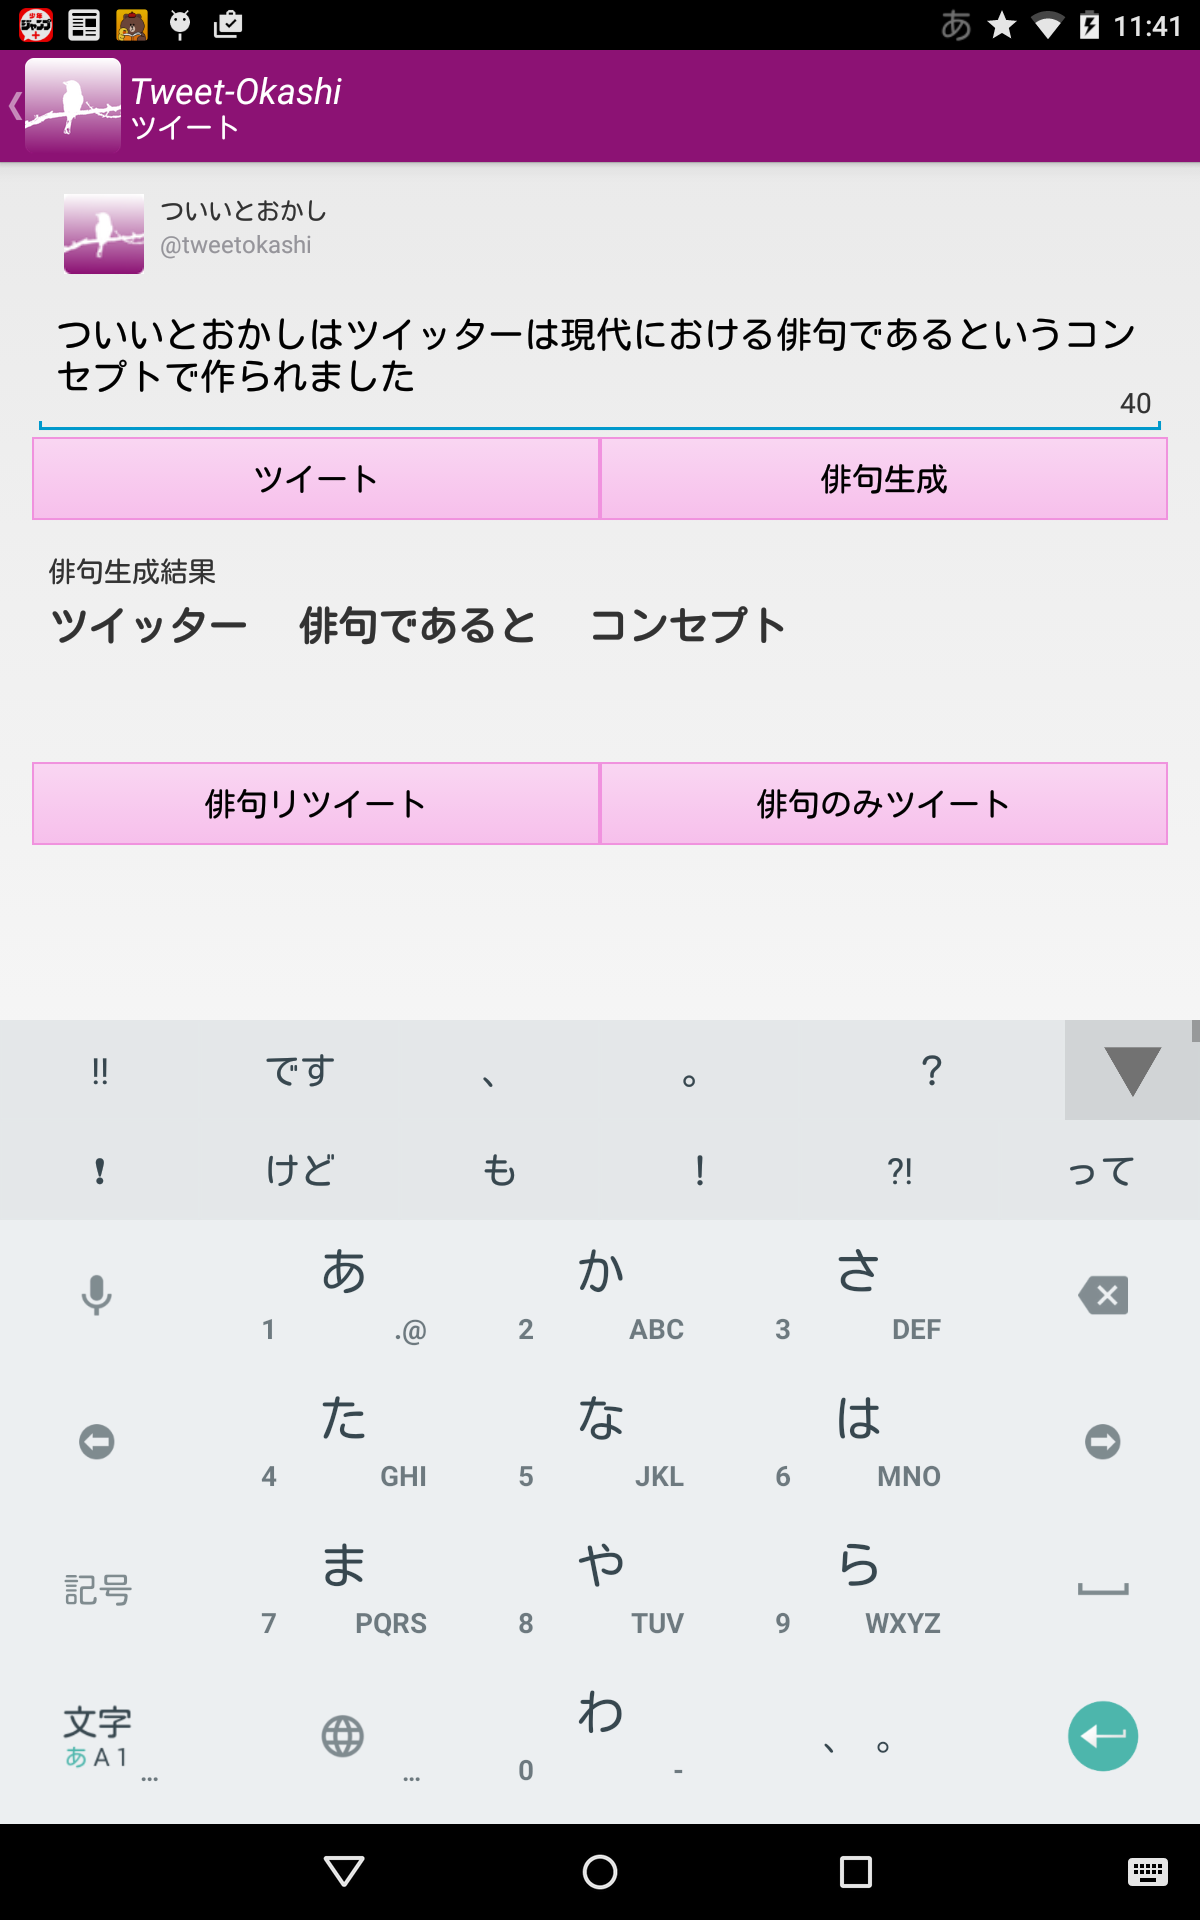 11:41
Tweet-Okashi
ツイート
ついいとおかし
@tweetokashi
ついいとおかしはツイッターは現代における俳句であるというコン
セプトで作られました
40
ツイート 俳句生成
俳句生成結果
ツイッター 俳句であると コンセプト
俳句リツイート 俳句のみツイート
!! です 、 。 ?
! けど も ! ?! って
あ か さ
1 .@ 2 ABC 3 DEF
た な は
4 GHI 5 JKL 6 MNO
記号 ま や ら
7 PQRS 8 TUV 9 WXYZ
文字 わ 、 。
あ A 1 ... ... 0 -